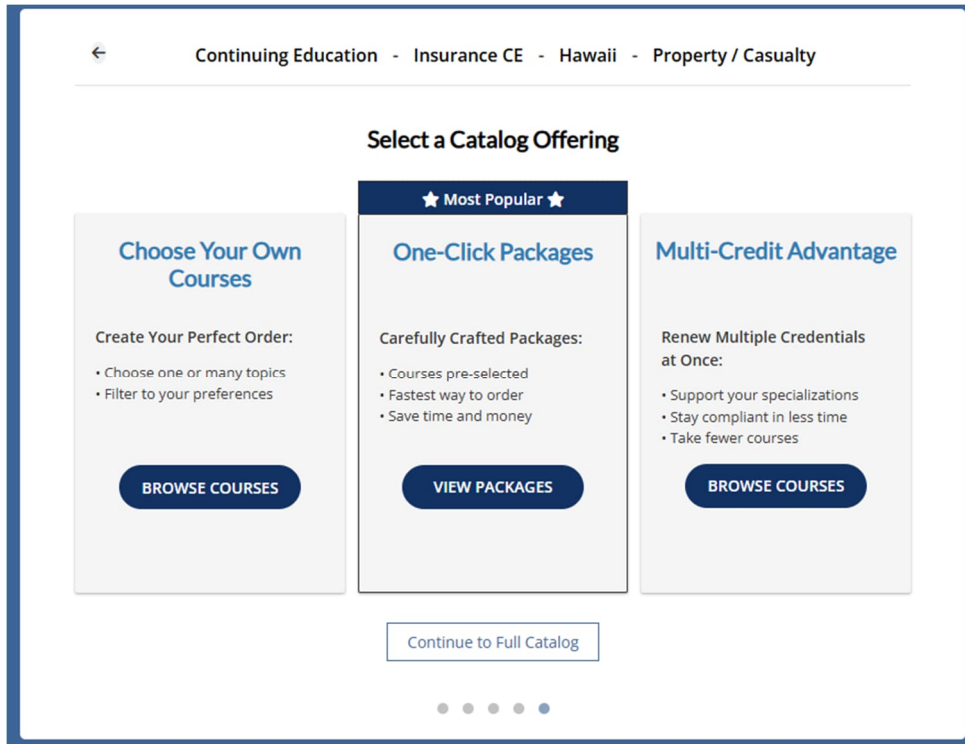 Continuing Education - Insurance CE - Hawaii - Property / Casualty
Select a Catalog Offering
Most Popular
Choose Your Own
Courses
Create Your Perfect Order:
• Choose one or many topics
• Filter to your preferences
BROWSE COURSES
One-Click Packages
Carefully Crafted Packages:
• Courses pre-selected
• Fastest way to order
• Save time and money
VIEW PACKAGES
Multi-Credit Advantage
Renew Multiple Credentials
at Once:
• Support your specializations
• Stay compliant in less time
• Take fewer courses
BROWSE COURSES
Continue to Full Catalog